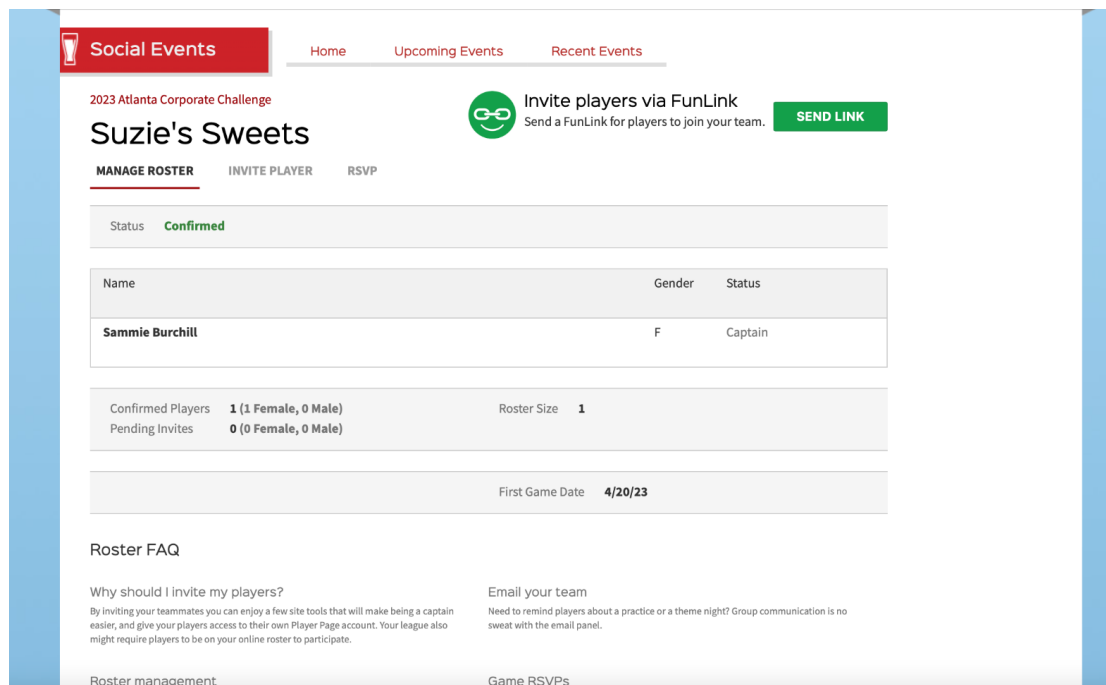 Social Events
Home Upcoming Events Recent Events
2023 Atlanta Corporate Challenge
Suzie's Sweets
Invite players via FunLink
Send a FunLink for players to join your team.
SEND LINK
MANAGE ROSTER INVITE PLAYER RSVP
Status Confirmed
Name Gender Status
Sammie Burchill F Captain
Confirmed Players 1 (1 Female, 0 Male) Roster Size 1
Pending Invites 0 (0 Female, 0 Male)
First Game Date 4/20/23
Roster FAQ
Why should I invite my players?
By inviting your teammates you can enjoy a few site tools that will make being a captain
easier, and give your players access to their own Player Page account. Your league also
might require players to be on your online roster to participate.
Email your team
Need to remind players about a practice or a theme night? Group communication is no
sweat with the email panel.
Roster management Game RSVPs